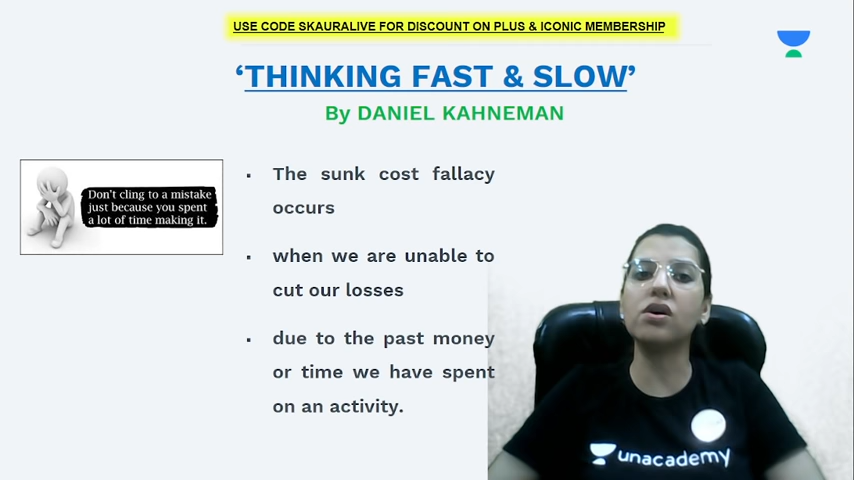 USE CODE SKAURALIVE FOR DISCOUNT ON PLUS & ICONIC MEMBERSHIP
‘THINKING FAST & SLOW’
By DANIEL KAHNEMAN
Don't cling to a mistake
just because you spent
a lot of time making it.
▪ The sunk cost fallacy
occurs
▪ when we are unable to
cut our losses
▪ due to the past money
or time we have spent
on an activity.
unacademy